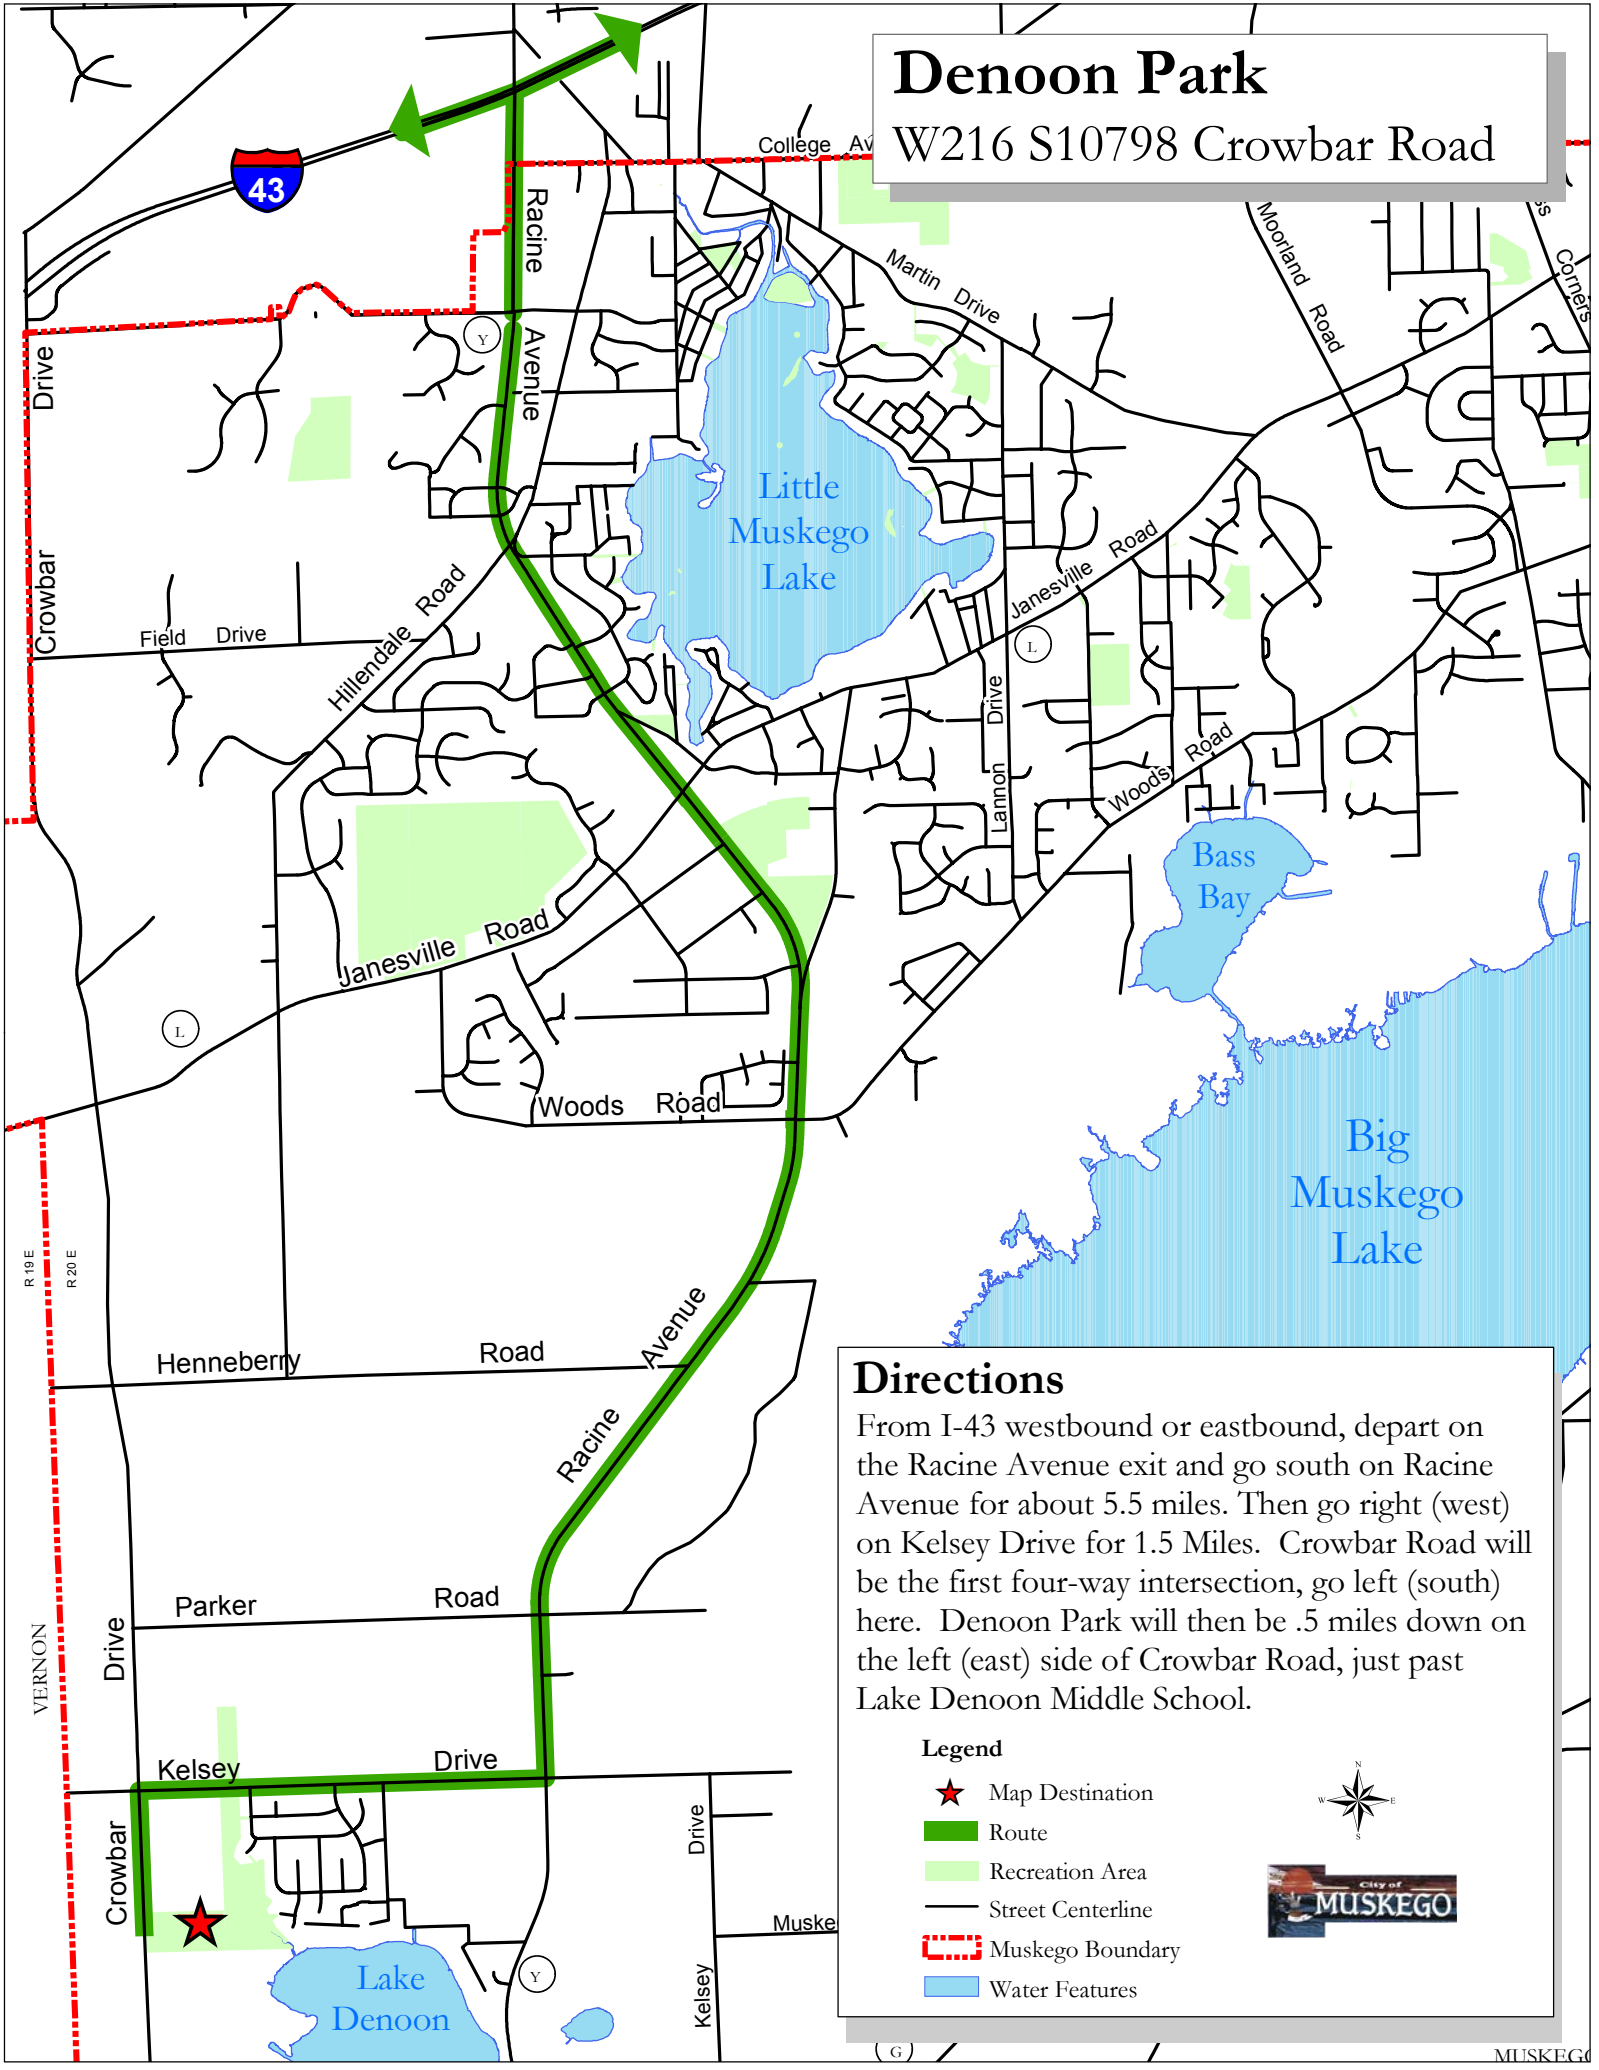 Denoon Park
W216 S10798 Crowbar Road
College
43
Racine
Avenue
Y
Martin Drive
Moorland Road
Corners
Drive
Crowbar
Little
Muskego
Lake
Field Drive
Hillendale Road
Janesville Road
L
Lannon Drive
Woods Road
Bass
Bay
Janesville Road
L
Woods Road
Big
Muskego
Lake
R 19 E
R 20 E
Henneberry Road
Racine Avenue
Parker Road
VERNON
Drive
Crowbar
Kelsey Drive
Drive
Kelsey
Muske
Lake
Denoon
Y
G
MUSKEGO
Directions
From I-43 westbound or eastbound, depart on
the Racine Avenue exit and go south on Racine
Avenue for about 5.5 miles. Then go right (west)
on Kelsey Drive for 1.5 Miles.  Crowbar Road will
be the first four-way intersection, go left (south)
here.  Denoon Park will then be .5 miles down on
the left (east) side of Crowbar Road, just past
Lake Denoon Middle School.
Legend
Map Destination
Route
Recreation Area
Street Centerline
Muskego Boundary
Water Features
N
W E
S
City of
MUSKEGO